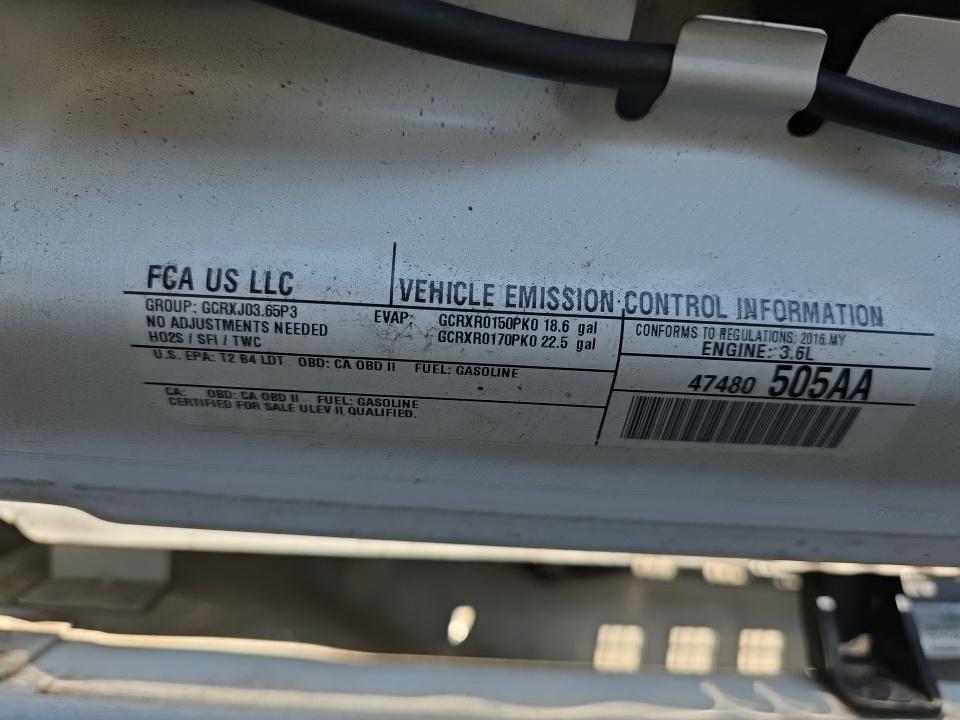 FCA US LLC
VEHICLE EMISSION CONTROL INFORMATION
GROUP: GCRXJ03.65P3
NO ADJUSTMENTS NEEDED
HO2S / SFI / TWC
EVAP: GCRXR0150PK0 18.6 gal
GCRXR0170PK0 22.5 gal
CONFORMS TO REGULATIONS: 2016 MY
ENGINE: 3.6L
U.S. EPA: T2 B4 LDT OBD: CA OBD II FUEL: GASOLINE
47480 505AA
CA: OBD: CA OBD II FUEL: GASOLINE
CERTIFIED FOR SALE ULEV II QUALIFIED.